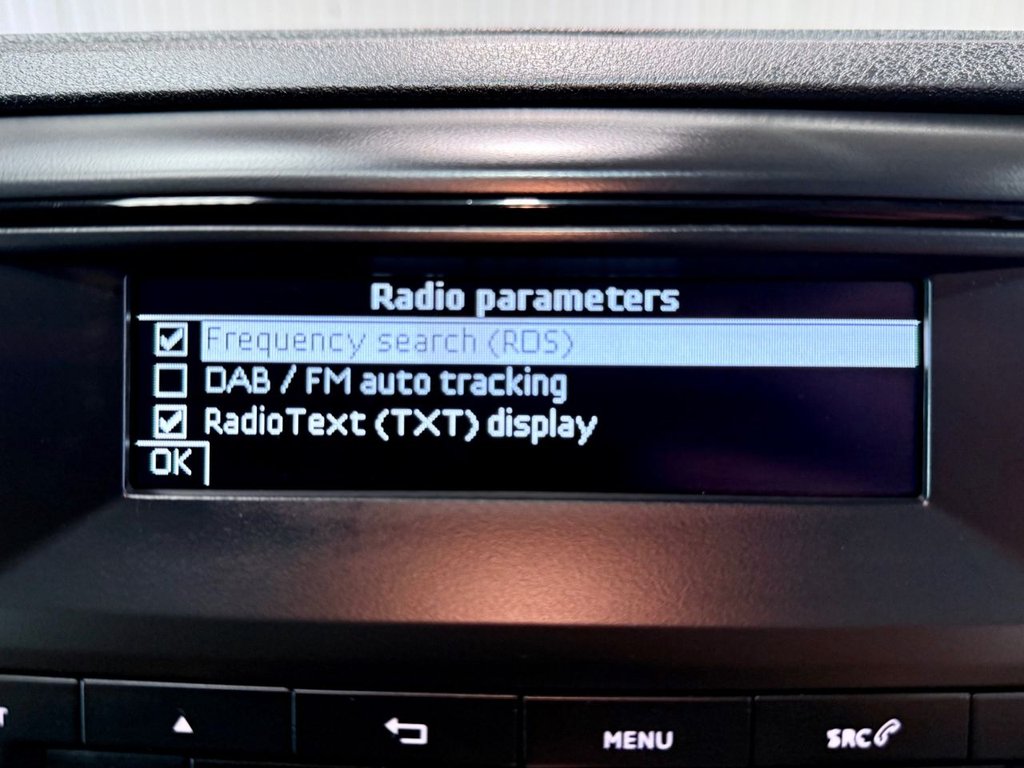 Radio parameters
Frequency search (RDS)
DAB / FM auto tracking
RadioText (TXT) display
OK
MENU
SRC